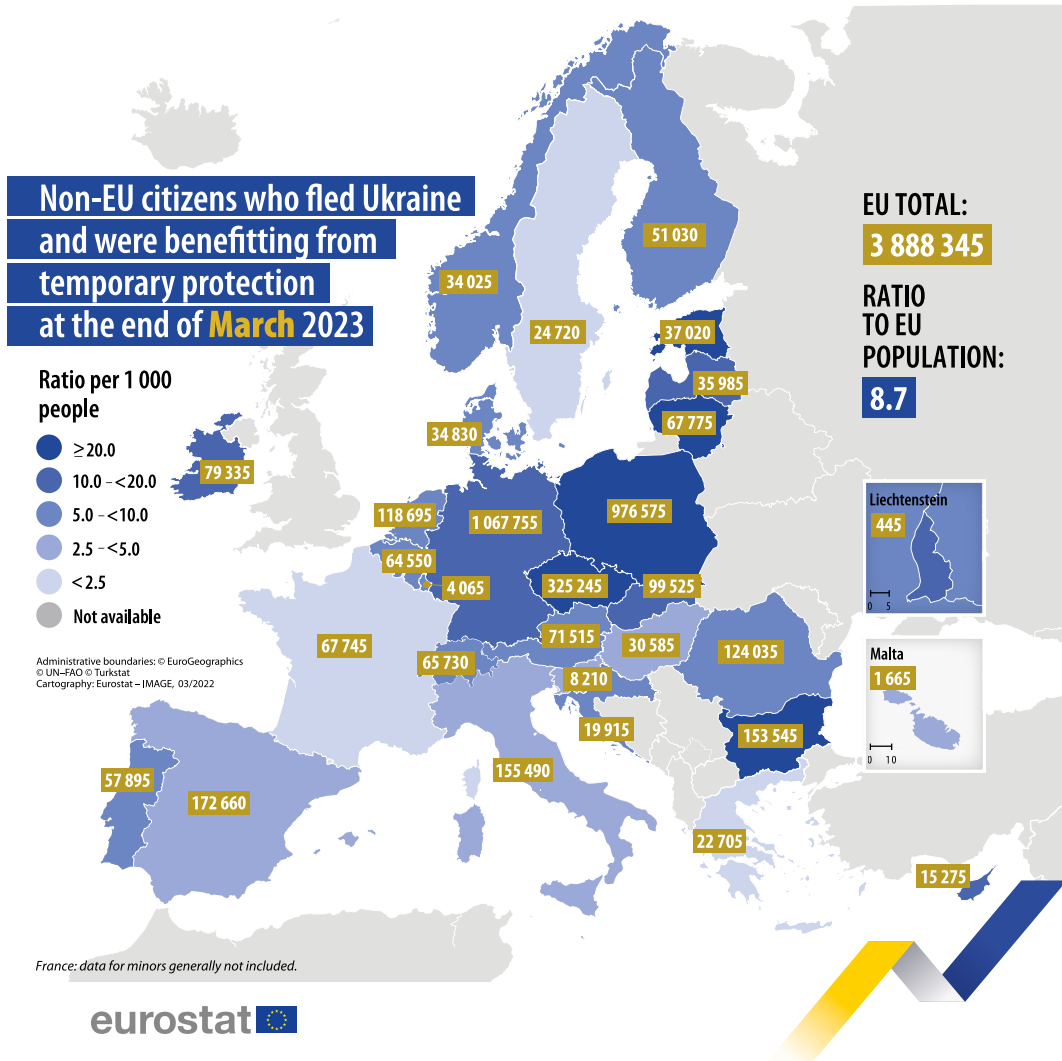 Non-EU citizens who fled Ukraine
and were benefitting from
temporary protection
at the end of March 2023
Ratio per 1 000
people
≥20.0
10.0 – <20.0
5.0 – <10.0
2.5 – <5.0
< 2.5
Not available
Administrative boundaries: © EuroGeographics
© UN–FAO © Turkstat
Cartography: Eurostat – IMAGE, 03/2022
EU TOTAL:
3 888 345
RATIO
TO EU
POPULATION:
8.7
51 030
34 025
24 720
37 020
35 985
67 775
34 830
79 335
118 695
1 067 755
976 575
64 550
4 065
325 245
99 525
67 745
65 730
71 515
30 585
124 035
8 210
19 915
153 545
57 895
172 660
155 490
22 705
15 275
Liechtenstein
445
0 5
Malta
1 665
0 10
France: data for minors generally not included.
eurostat